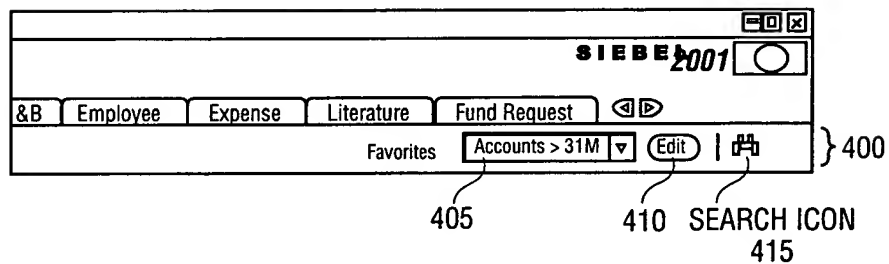 SIEBEL 2001
&B Employee Expense Literature Fund Request
Favorites Accounts > 31M Edit 400
405 410 SEARCH ICON
415